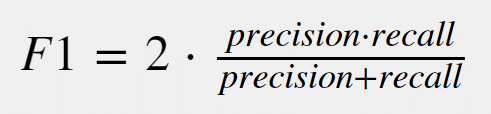 F1 = 2 · precision·recall / precision+recall